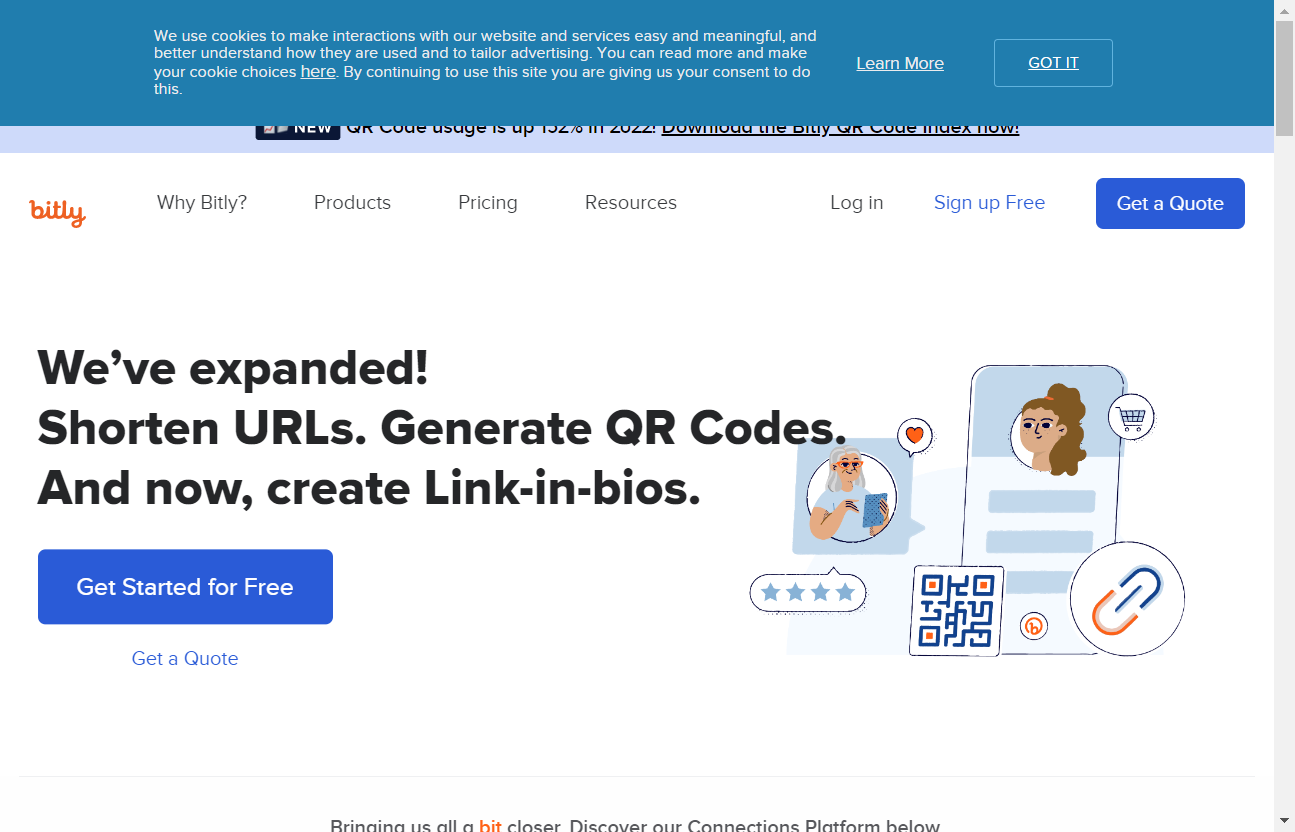 We use cookies to make interactions with our website and services easy and meaningful, and
better understand how they are used and to tailor advertising. You can read more and make
your cookie choices here. By continuing to use this site you are giving us your consent to do
this.
Learn More
GOT IT
NEW QR Code usage is up 152% in 2022! Download the Bitly QR Code Index now!
bitly
Why Bitly?
Products
Pricing
Resources
Log in
Sign up Free
Get a Quote
We’ve expanded!
Shorten URLs. Generate QR Codes.
And now, create Link-in-bios.
Get Started for Free
Get a Quote
Bringing us all a bit closer. Discover our Connections Platform below